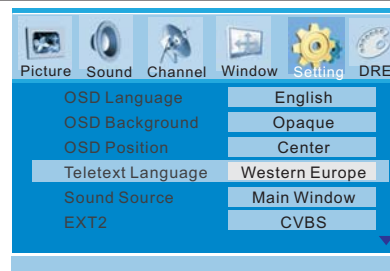 Picture Sound Channel Window Setting DRE
OSD Language English
OSD Background Opaque
OSD Position Center
Teletext Language Western Europe
Sound Source Main Window
EXT2 CVBS